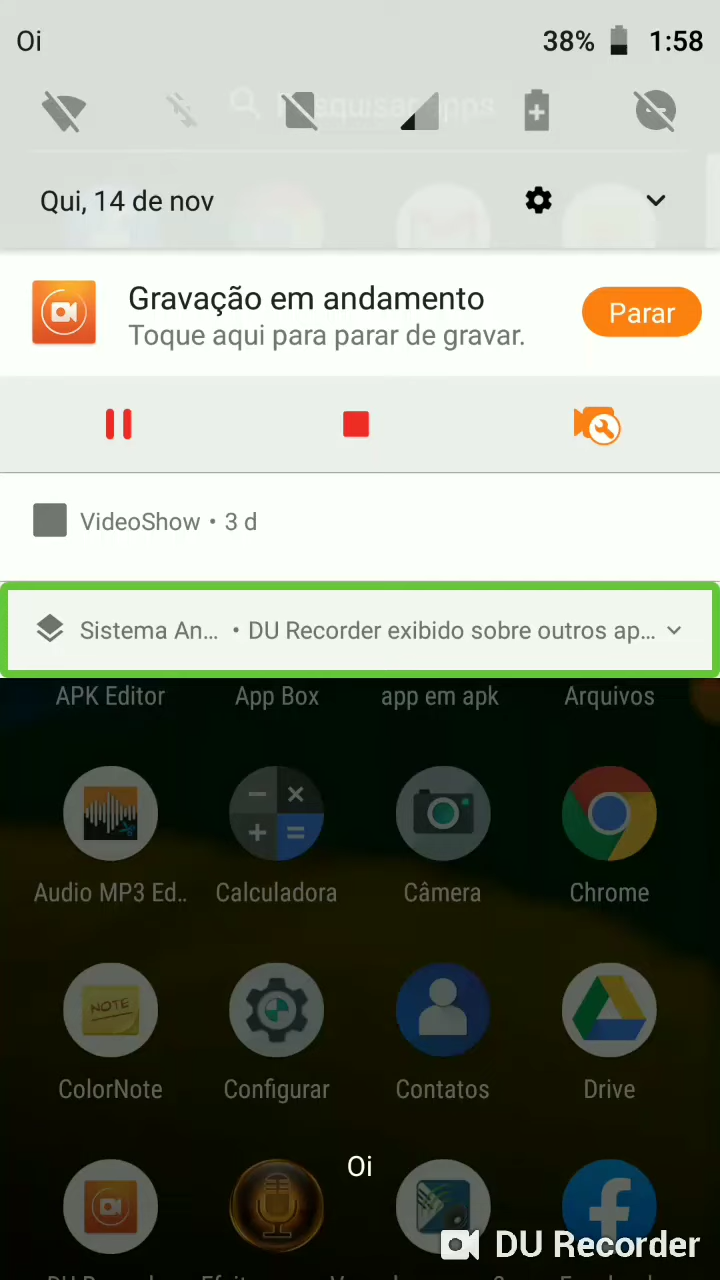 Oi 38% 1:58
Pesquisar apps
Qui, 14 de nov
Gravação em andamento
Toque aqui para parar de gravar.
Parar
VideoShow • 3 d
Sistema An... • DU Recorder exibido sobre outros ap...
APK Editor App Box app em apk Arquivos
Audio MP3 Ed.. Calculadora Câmera Chrome
NOTE
ColorNote Configurar Contatos Drive
Oi
DU Recorder